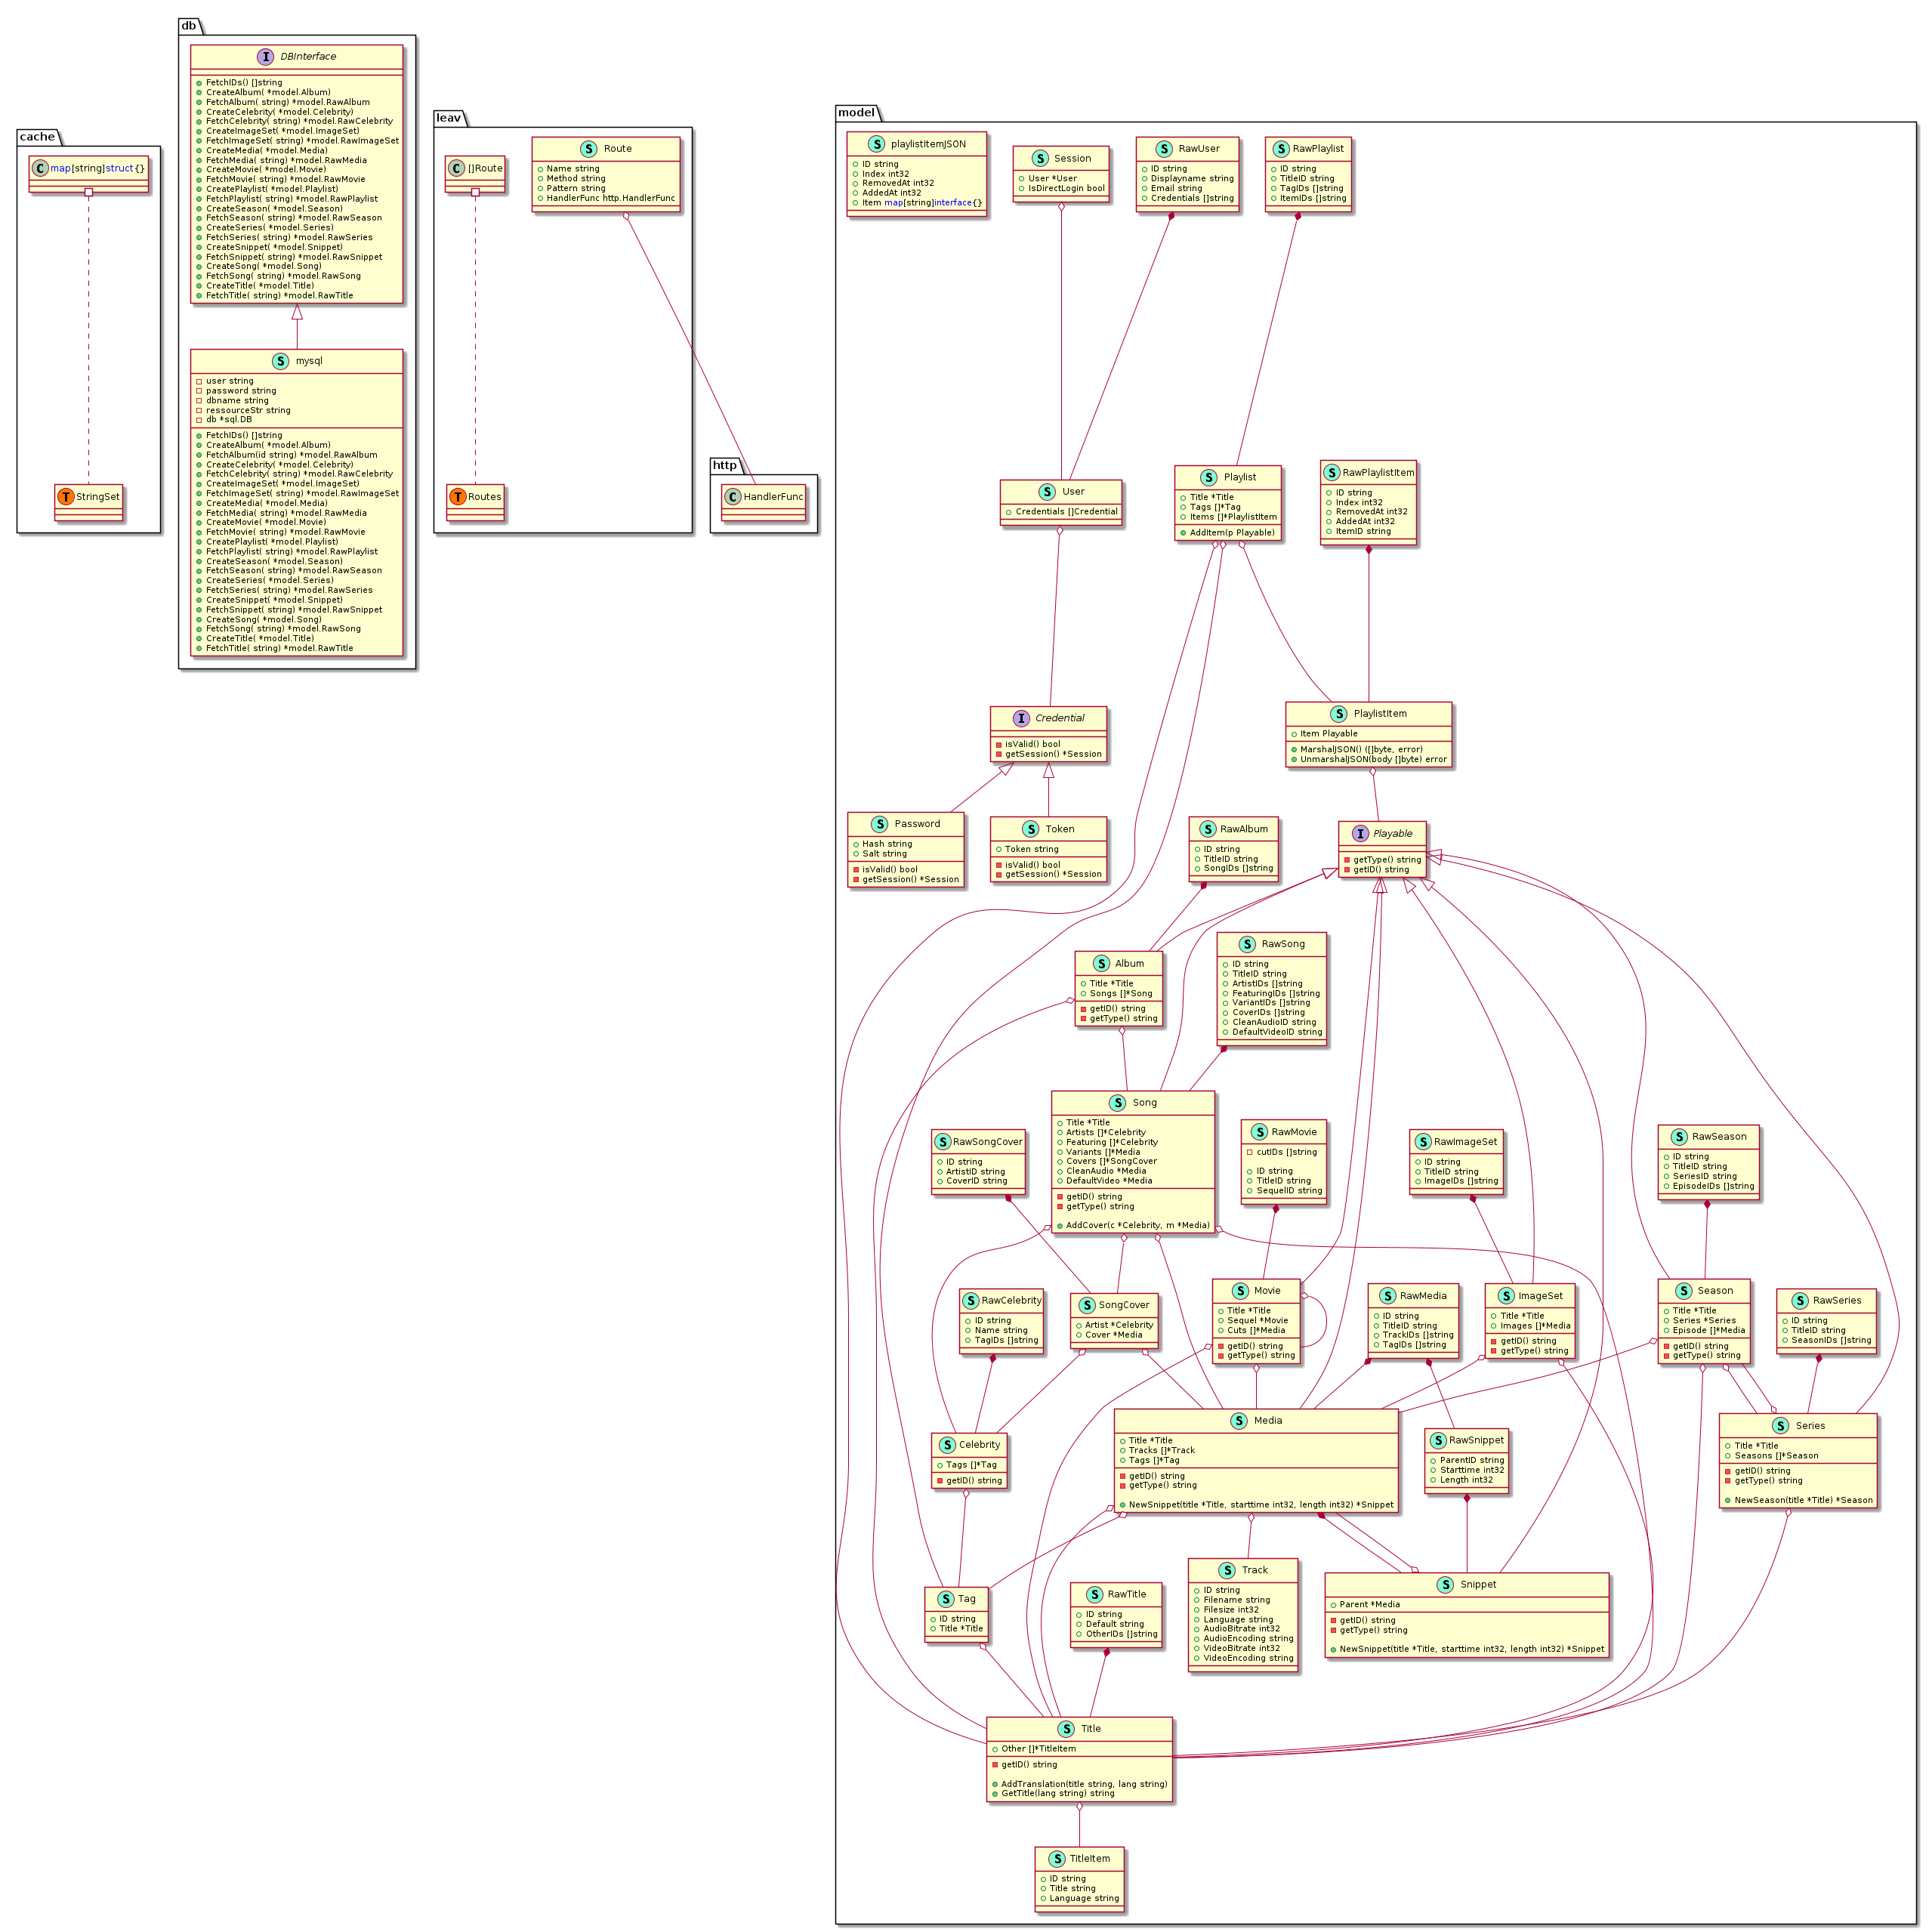 cache
C map[string]struct{}
T StringSet
db
I DBInterface
FetchIDs() []string
CreateAlbum( *model.Album)
FetchAlbum( string) *model.RawAlbum
CreateCelebrity( *model.Celebrity)
FetchCelebrity( string) *model.RawCelebrity
CreateImageSet( *model.ImageSet)
FetchImageSet( string) *model.RawImageSet
CreateMedia( *model.Media)
FetchMedia( string) *model.RawMedia
CreateMovie( *model.Movie)
FetchMovie( string) *model.RawMovie
CreatePlaylist( *model.Playlist)
FetchPlaylist( string) *model.RawPlaylist
CreateSeason( *model.Season)
FetchSeason( string) *model.RawSeason
CreateSeries( *model.Series)
FetchSeries( string) *model.RawSeries
CreateSnippet( *model.Snippet)
FetchSnippet( string) *model.RawSnippet
CreateSong( *model.Song)
FetchSong( string) *model.RawSong
CreateTitle( *model.Title)
FetchTitle( string) *model.RawTitle
S mysql
user string
password string
dbname string
ressourceStr string
db *sql.DB
FetchIDs() []string
CreateAlbum( *model.Album)
FetchAlbum(id string) *model.RawAlbum
CreateCelebrity( *model.Celebrity)
FetchCelebrity( string) *model.RawCelebrity
CreateImageSet( *model.ImageSet)
FetchImageSet( string) *model.RawImageSet
CreateMedia( *model.Media)
FetchMedia( string) *model.RawMedia
CreateMovie( *model.Movie)
FetchMovie( string) *model.RawMovie
CreatePlaylist( *model.Playlist)
FetchPlaylist( string) *model.RawPlaylist
CreateSeason( *model.Season)
FetchSeason( string) *model.RawSeason
CreateSeries( *model.Series)
FetchSeries( string) *model.RawSeries
CreateSnippet( *model.Snippet)
FetchSnippet( string) *model.RawSnippet
CreateSong( *model.Song)
FetchSong( string) *model.RawSong
CreateTitle( *model.Title)
FetchTitle( string) *model.RawTitle
leav
C []Route
S Route
Name string
Method string
Pattern string
HandlerFunc http.HandlerFunc
T Routes
http
C HandlerFunc
model
S playlistItemJSON
ID string
Index int32
RemovedAt int32
AddedAt int32
Item map[string]interface{}
S Session
User *User
IsDirectLogin bool
S RawUser
ID string
Displayname string
Email string
Credentials []string
S RawPlaylist
ID string
TitleID string
TagIDs []string
ItemIDs []string
S User
Credentials []Credential
S Playlist
Title *Title
Tags []*Tag
Items []*PlaylistItem
AddItem(p Playable)
S RawPlaylistItem
ID string
Index int32
RemovedAt int32
AddedAt int32
ItemID string
I Credential
isValid() bool
getSession() *Session
S PlaylistItem
Item Playable
MarshalJSON() ([]byte, error)
UnmarshalJSON(body []byte) error
S Password
Hash string
Salt string
isValid() bool
getSession() *Session
S Token
Token string
isValid() bool
getSession() *Session
S RawAlbum
ID string
TitleID string
SongIDs []string
I Playable
getType() string
getID() string
S Album
Title *Title
Songs []*Song
getID() string
getType() string
S RawSong
ID string
TitleID string
ArtistIDs []string
FeaturingIDs []string
VariantIDs []string
CoverIDs []string
CleanAudioID string
DefaultVideoID string
S RawSongCover
ID string
ArtistID string
CoverID string
S Song
Title *Title
Artists []*Celebrity
Featuring []*Celebrity
Variants []*Media
Covers []*SongCover
CleanAudio *Media
DefaultVideo *Media
getID() string
getType() string
AddCover(c *Celebrity, m *Media)
S RawMovie
cutIDs []string
ID string
TitleID string
SequelID string
S RawImageSet
ID string
TitleID string
ImageIDs []string
S RawSeason
ID string
TitleID string
SeriesID string
EpisodeIDs []string
S RawCelebrity
ID string
Name string
TagIDs []string
S SongCover
Artist *Celebrity
Cover *Media
S Movie
Title *Title
Sequel *Movie
Cuts []*Media
getID() string
getType() string
S RawMedia
ID string
TitleID string
TrackIDs []string
TagIDs []string
S ImageSet
Title *Title
Images []*Media
getID() string
getType() string
S Season
Title *Title
Series *Series
Episode []*Media
getID() string
getType() string
S RawSeries
ID string
TitleID string
SeasonIDs []string
S Celebrity
Tags []*Tag
getID() string
S Media
Title *Title
Tracks []*Track
Tags []*Tag
getID() string
getType() string
NewSnippet(title *Title, starttime int32, length int32) *Snippet
S RawSnippet
ParentID string
Starttime int32
Length int32
S Series
Title *Title
Seasons []*Season
getID() string
getType() string
NewSeason(title *Title) *Season
S Tag
ID string
Title *Title
S RawTitle
ID string
Default string
OtherIDs []string
S Track
ID string
Filename string
Filesize int32
Language string
AudioBitrate int32
AudioEncoding string
VideoBitrate int32
VideoEncoding string
S Snippet
Parent *Media
getID() string
getType() string
NewSnippet(title *Title, starttime int32, length int32) *Snippet
S Title
Other []*TitleItem
getID() string
AddTranslation(title string, lang string)
GetTitle(lang string) string
S TitleItem
ID string
Title string
Language string